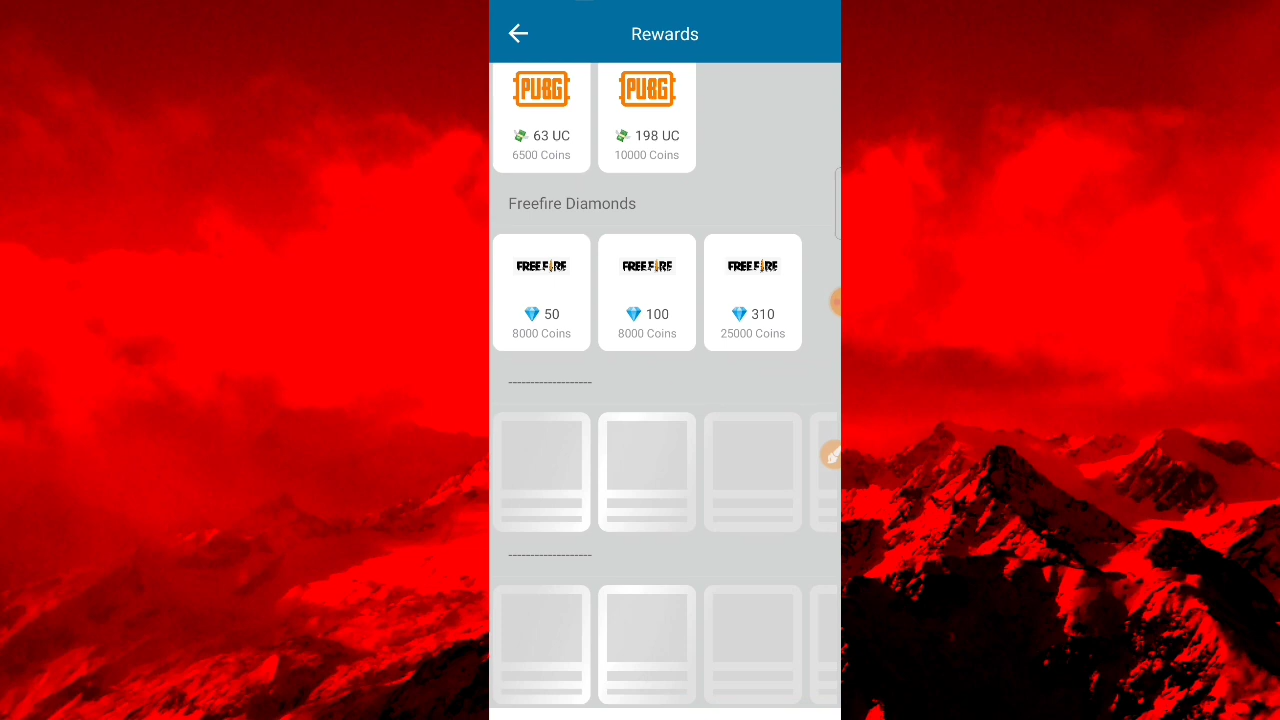 Rewards
PUBG PUBG
63 UC 198 UC
6500 Coins 10000 Coins
Freefire Diamonds
FREE FIRE FREE FIRE FREE FIRE
50 100 310
8000 Coins 8000 Coins 25000 Coins
-------------------
-------------------